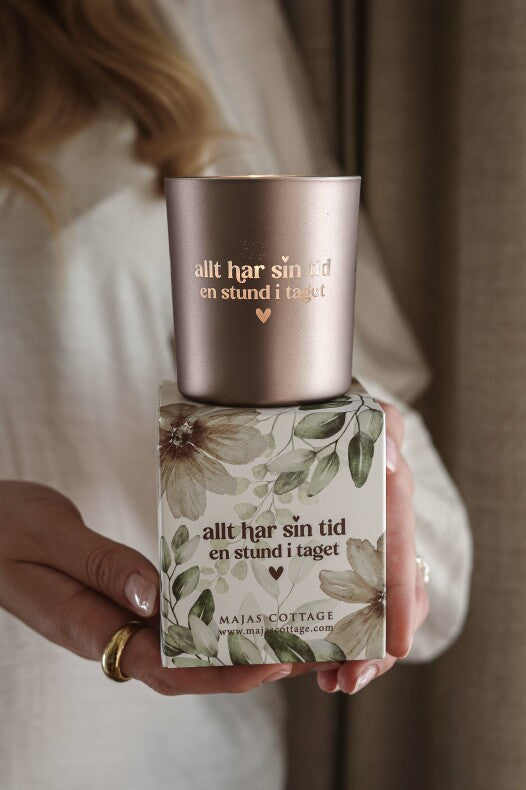 allt har sin tid
en stund i taget
allt har sin tid
en stund i taget
MAJAS COTTAGE
www.majascottage.com